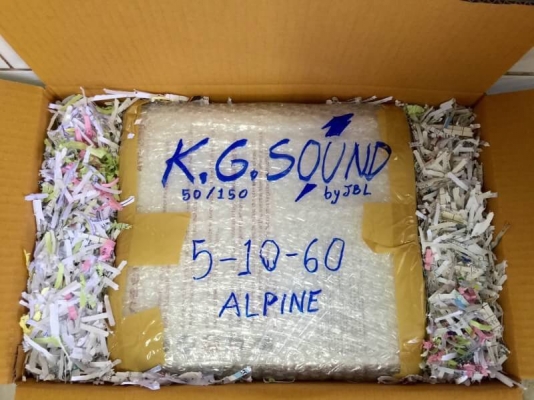 K.G.SOUND
50/150 by JBL
5-10-60
ALPINE